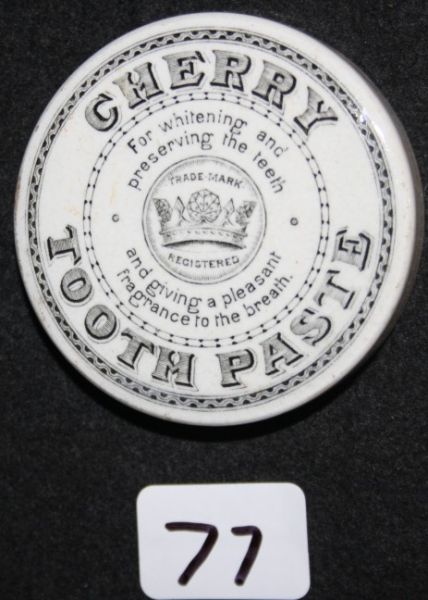 CHERRY
For whitening and
preserving the teeth
TRADE-MARK
REGISTERED
and giving a pleasant
fragrance to the breath.
TOOTH PASTE
77